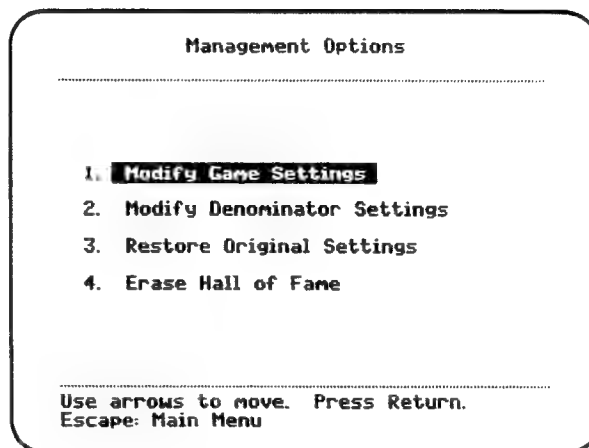 Management Options
1. Modify Game Settings
2. Modify Denominator Settings
3. Restore Original Settings
4. Erase Hall of Fame
Use arrows to move. Press Return.
Escape: Main Menu